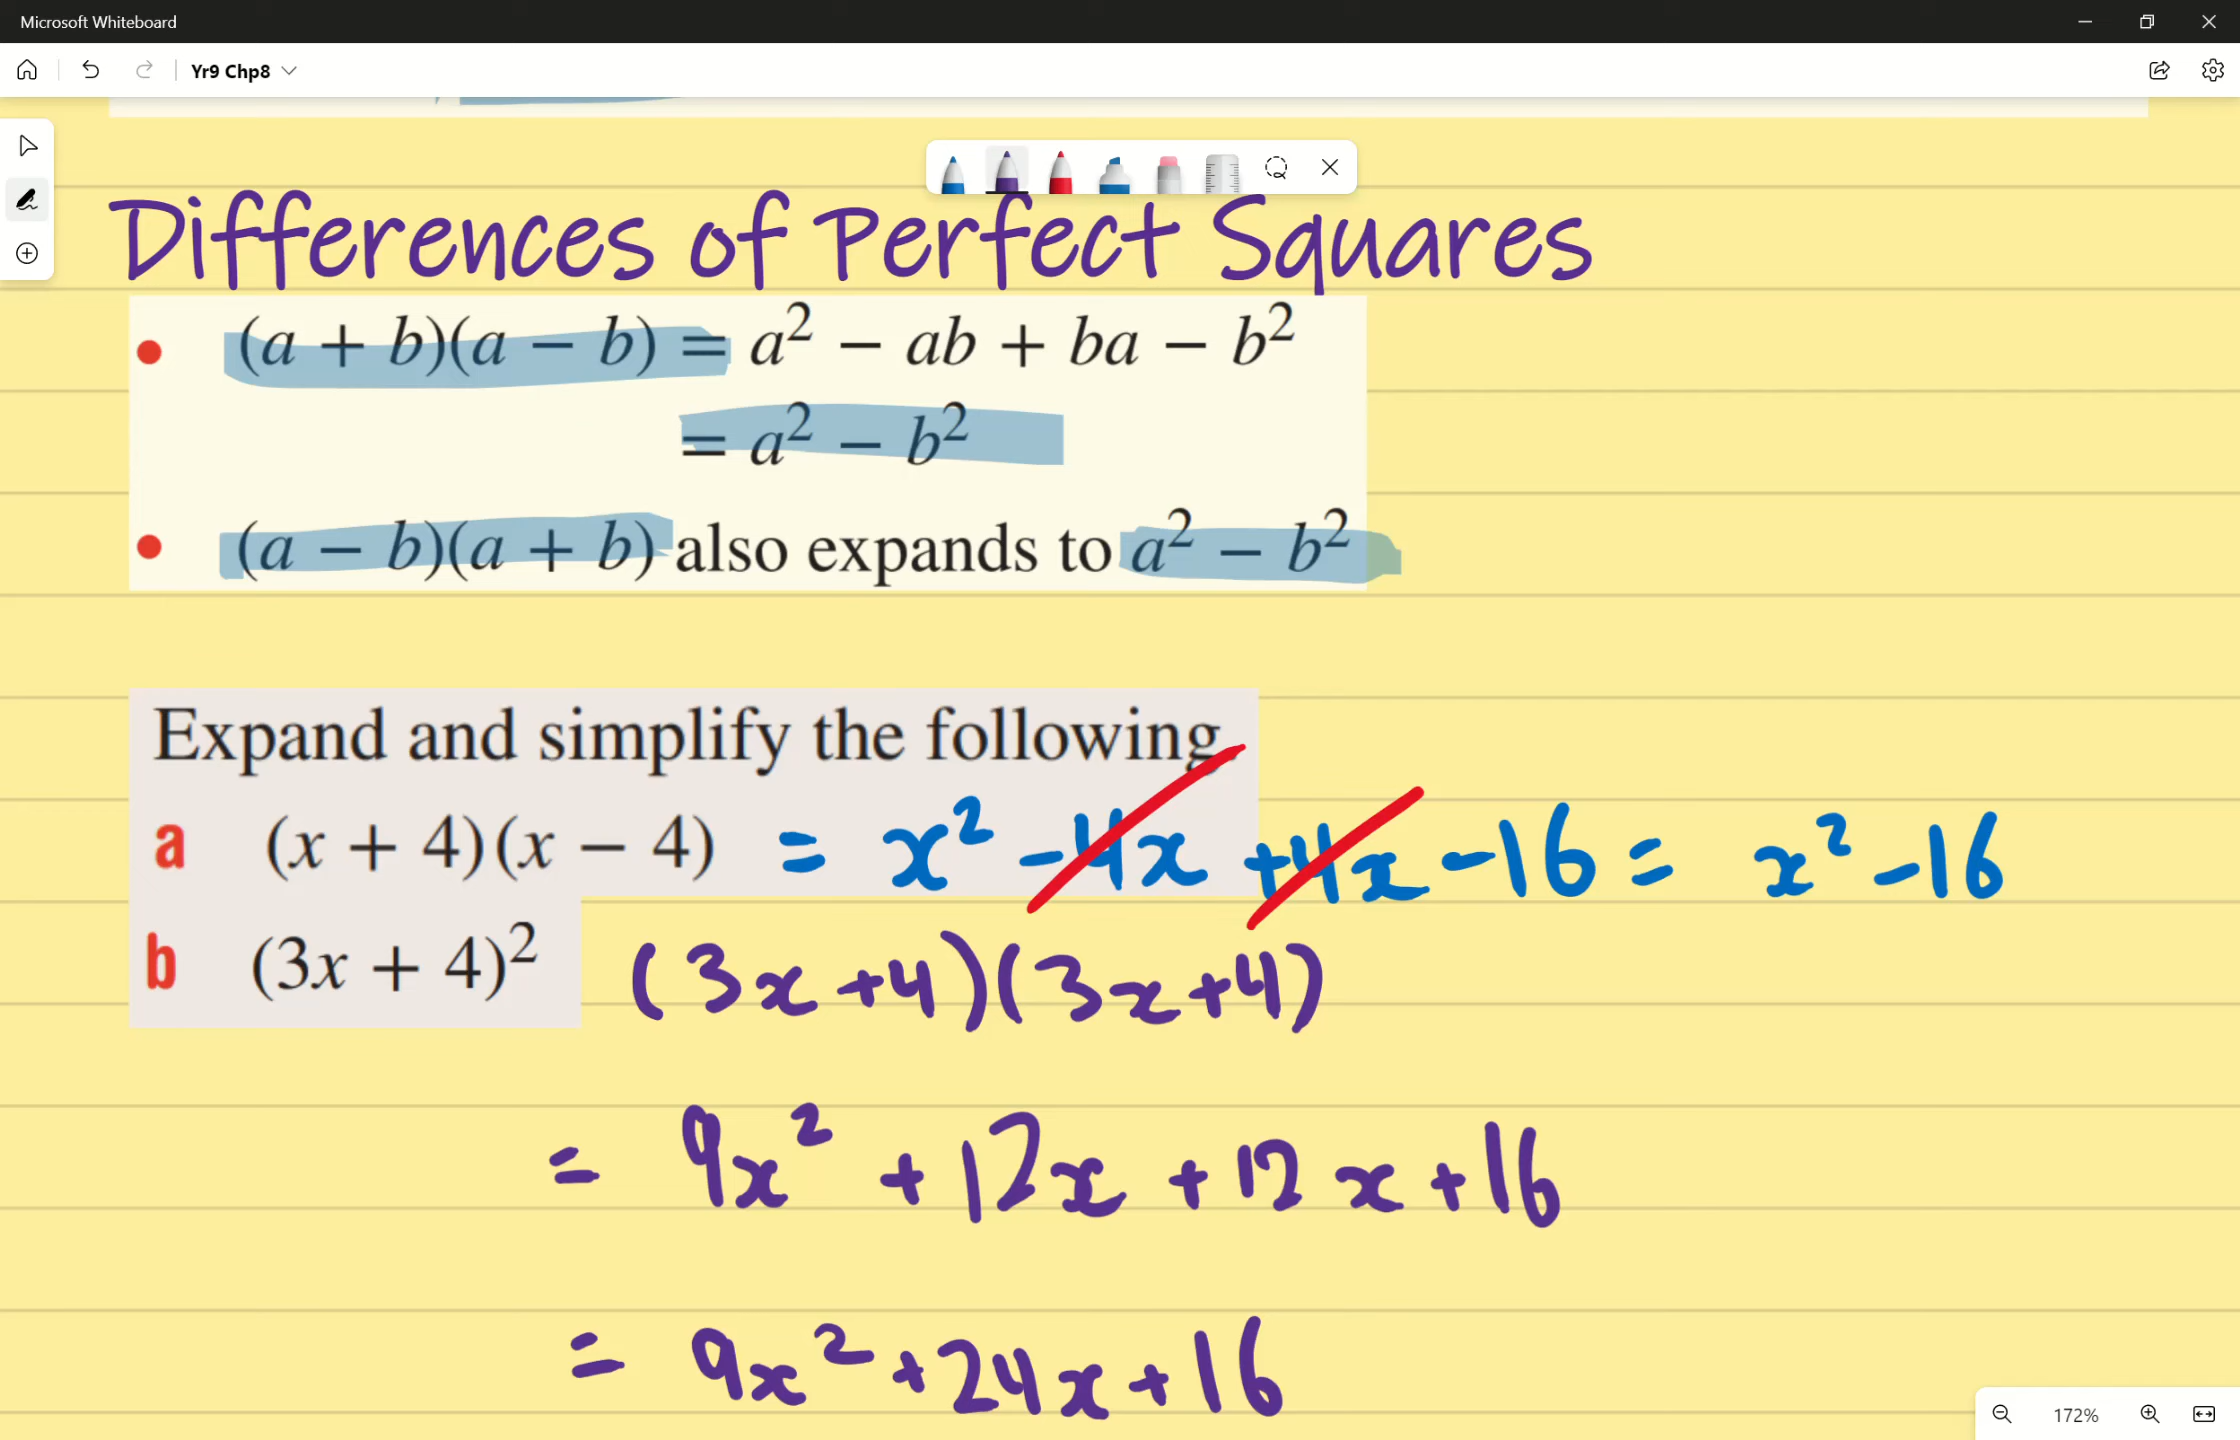 Microsoft Whiteboard
Yr9 Chp8
Differences of Perfect Squares
• (a + b)(a − b) = a² − ab + ba − b²
= a² − b²
• (a − b)(a + b) also expands to a² − b²
Expand and simplify the following
a (x + 4)(x − 4) = x² -4x +4x -16 = x² -16
b (3x + 4)² (3x+4)(3x+4)
= 9x² + 12x + 12x + 16
= 9x² + 24x + 16
172%